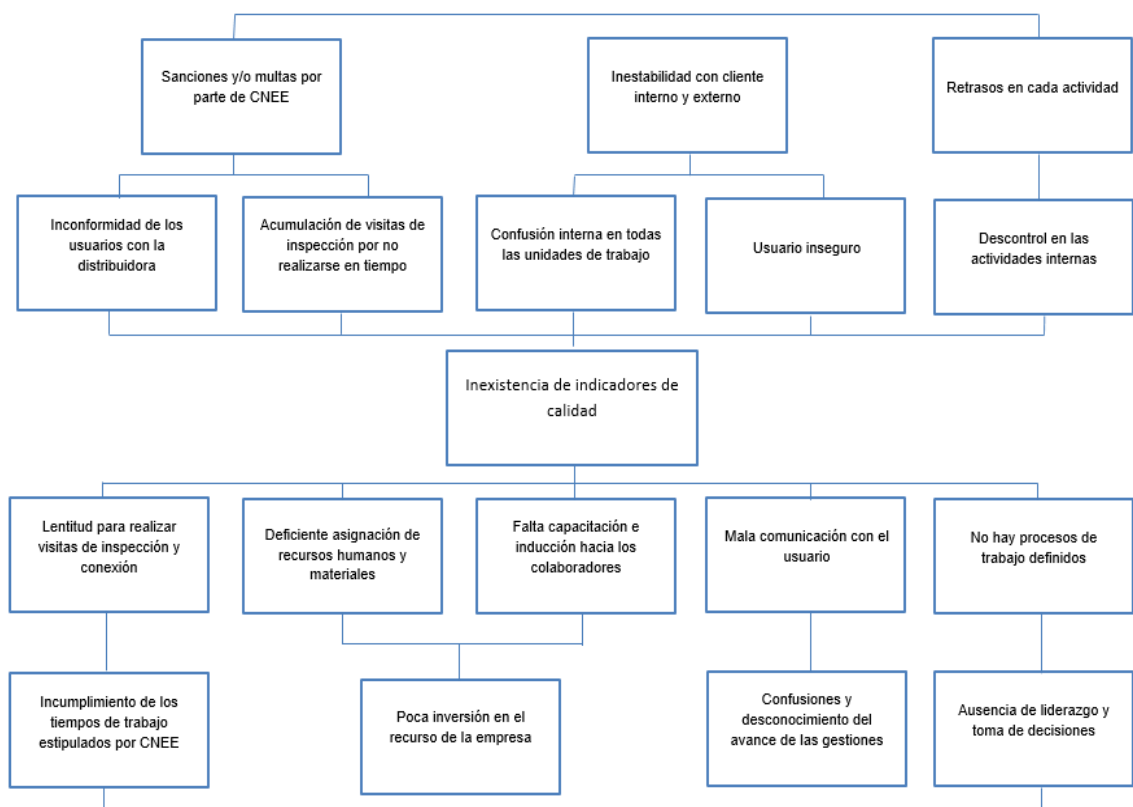 Sanciones y/o multas por
parte de CNEE
Inestabilidad con cliente
interno y externo
Retrasos en cada actividad
Inconformidad de los
usuarios con la
distribuidora
Acumulación de visitas de
inspección por no
realizarse en tiempo
Confusión interna en todas
las unidades de trabajo
Usuario inseguro
Descontrol en las
actividades internas
Inexistencia de indicadores de
calidad
Lentitud para realizar
visitas de inspección y
conexión
Deficiente asignación de
recursos humanos y
materiales
Falta capacitación e
inducción hacia los
colaboradores
Mala comunicación con el
usuario
No hay procesos de
trabajo definidos
Incumplimiento de los
tiempos de trabajo
estipulados por CNEE
Poca inversión en el
recurso de la empresa
Confusiones y
desconocimiento del
avance de las gestiones
Ausencia de liderazgo y
toma de decisiones